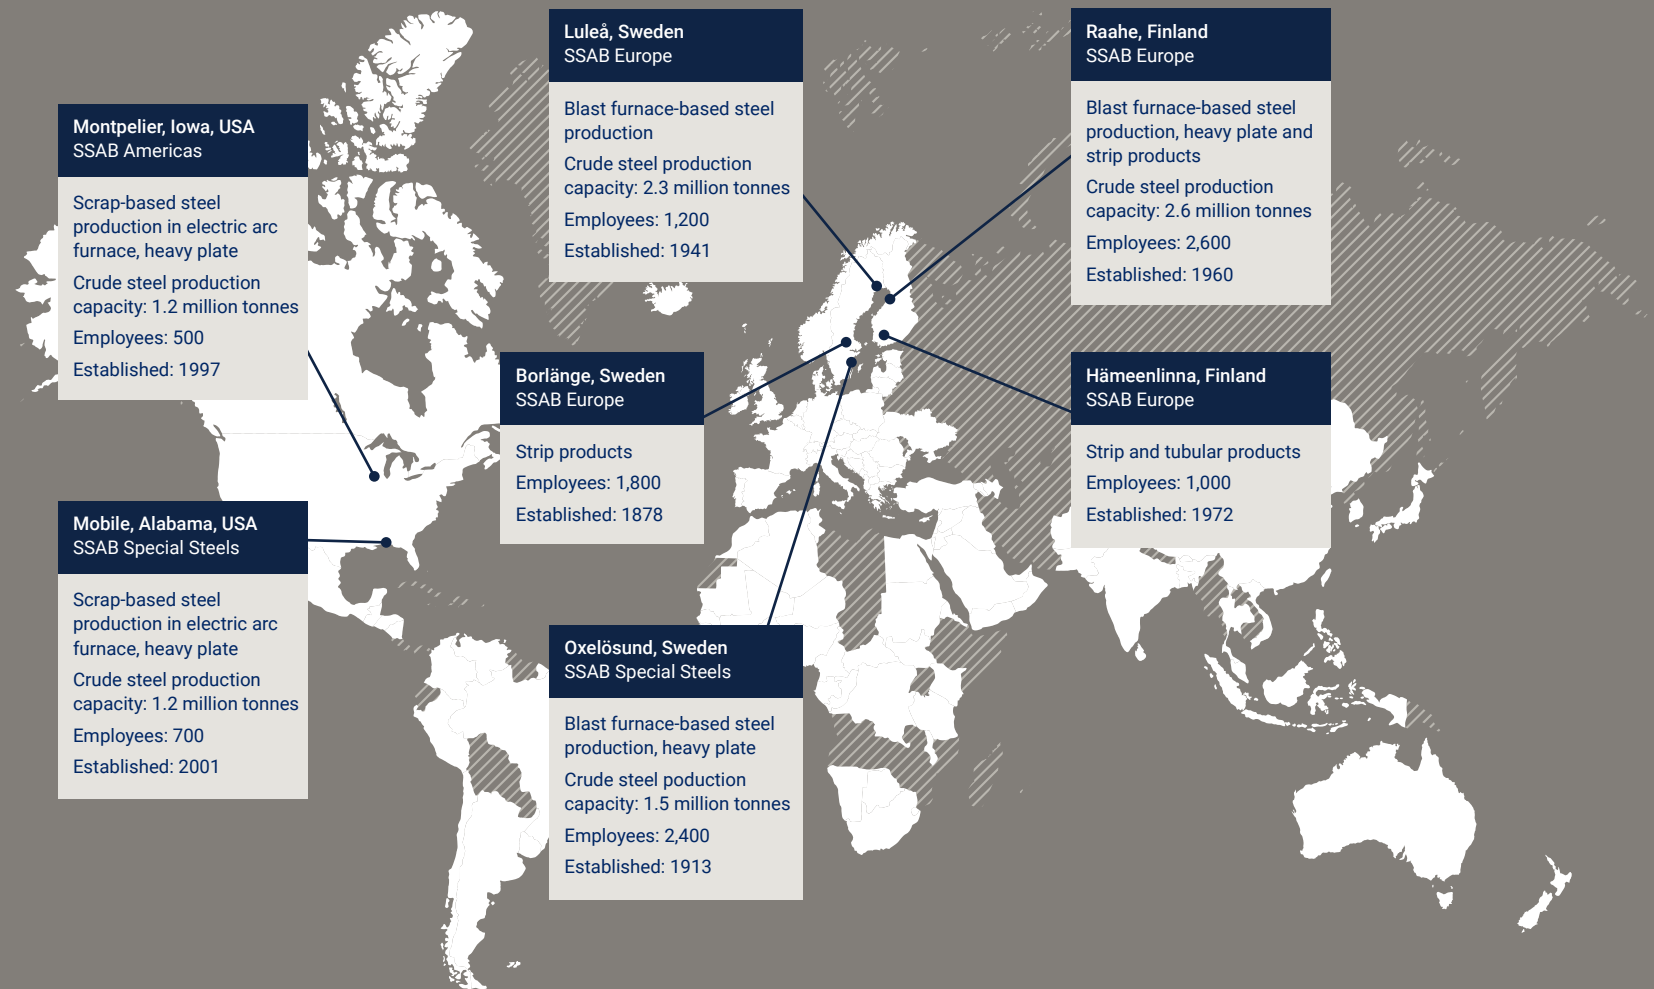 Montpelier, Iowa, USA
SSAB Americas
Scrap-based steel
production in electric arc
furnace, heavy plate
Crude steel production
capacity: 1.2 million tonnes
Employees: 500
Established: 1997
Mobile, Alabama, USA
SSAB Special Steels
Scrap-based steel
production in electric arc
furnace, heavy plate
Crude steel production
capacity: 1.2 million tonnes
Employees: 700
Established: 2001
Luleå, Sweden
SSAB Europe
Blast furnace-based steel
production
Crude steel production
capacity: 2.3 million tonnes
Employees: 1,200
Established: 1941
Borlänge, Sweden
SSAB Europe
Strip products
Employees: 1,800
Established: 1878
Oxelösund, Sweden
SSAB Special Steels
Blast furnace-based steel
production, heavy plate
Crude steel poduction
capacity: 1.5 million tonnes
Employees: 2,400
Established: 1913
Raahe, Finland
SSAB Europe
Blast furnace-based steel
production, heavy plate and
strip products
Crude steel production
capacity: 2.6 million tonnes
Employees: 2,600
Established: 1960
Hämeenlinna, Finland
SSAB Europe
Strip and tubular products
Employees: 1,000
Established: 1972